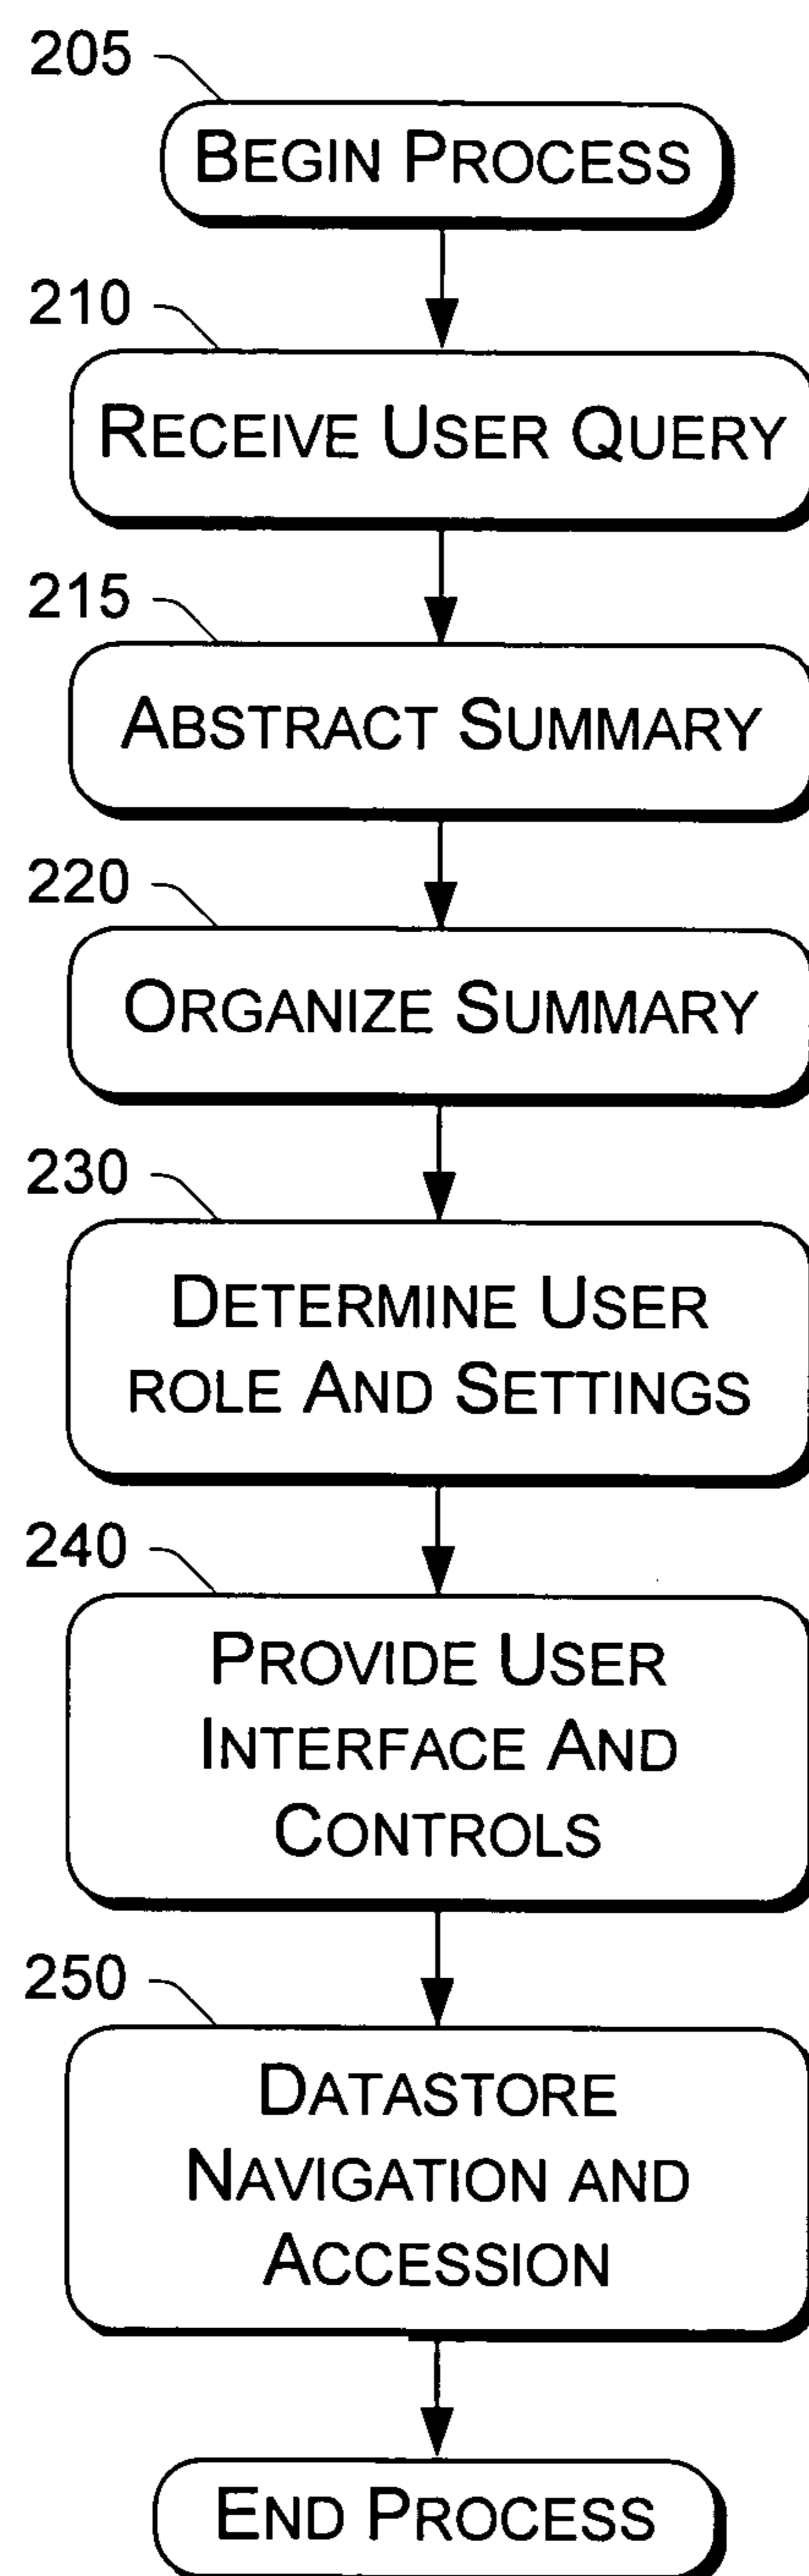 205
BEGIN PROCESS
210
RECEIVE USER QUERY
215
ABSTRACT SUMMARY
220
ORGANIZE SUMMARY
230
DETERMINE USER
ROLE AND SETTINGS
240
PROVIDE USER
INTERFACE AND
CONTROLS
250
DATASTORE
NAVIGATION AND
ACCESSION
END PROCESS